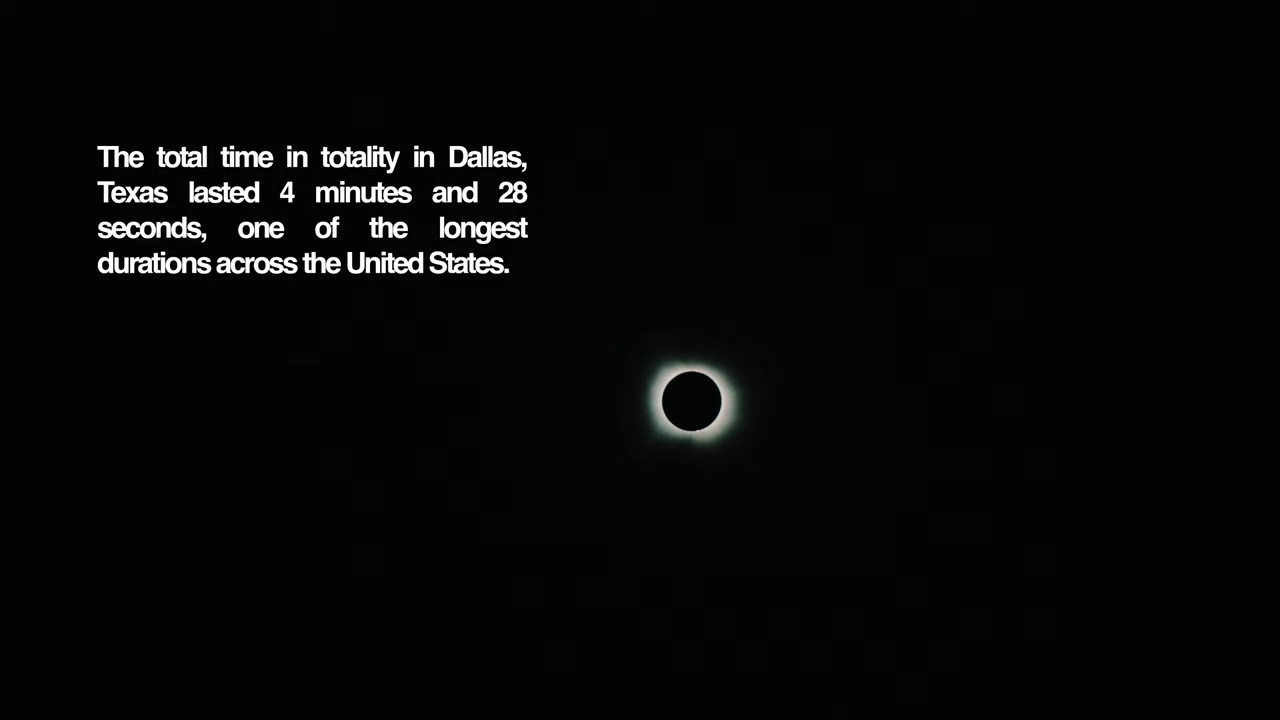 The total time in totality in Dallas,
Texas lasted 4 minutes and 28
seconds, one of the longest
durations across the United States.